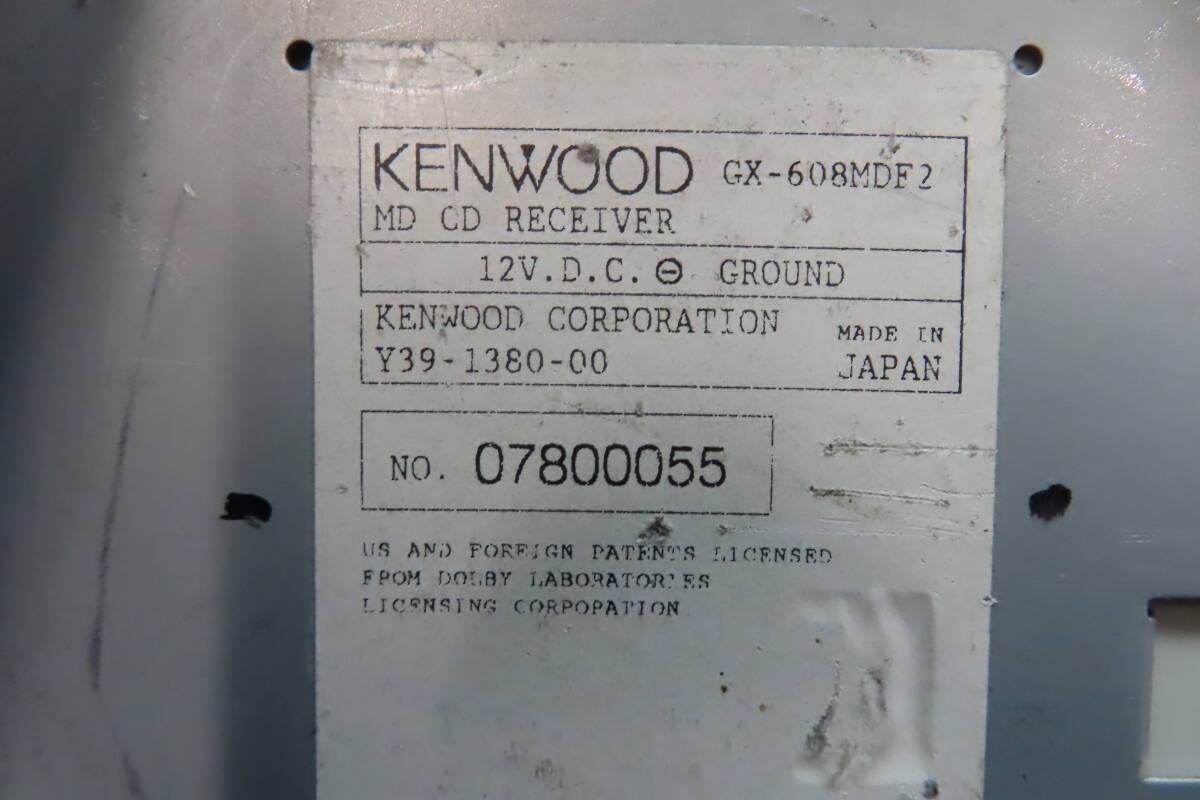 KENWOOD GX-608MDF2
MD CD RECEIVER
12V.D.C. ⊖ GROUND
KENWOOD CORPORATION
Y39-1380-00
MADE IN
JAPAN
NO. 07800055
US AND FOREIGN PATENTS LICENSED
FROM DOLBY LABORATORIES
LICENSING CORPORATION